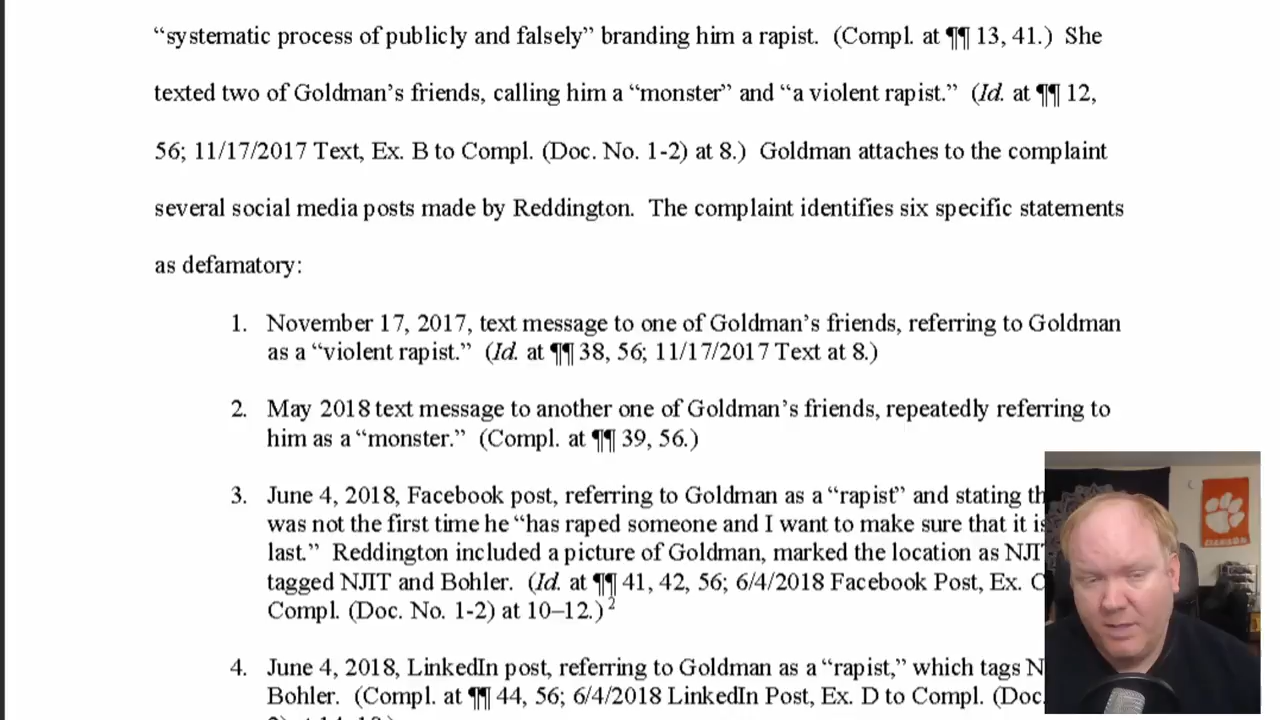 “systematic process of publicly and falsely” branding him a rapist. (Compl. at ¶¶ 13, 41.) She
texted two of Goldman’s friends, calling him a “monster” and “a violent rapist.” (Id. at ¶¶ 12,
56; 11/17/2017 Text, Ex. B to Compl. (Doc. No. 1-2) at 8.) Goldman attaches to the complaint
several social media posts made by Reddington. The complaint identifies six specific statements
as defamatory:
1. November 17, 2017, text message to one of Goldman’s friends, referring to Goldman
as a “violent rapist.” (Id. at ¶¶ 38, 56; 11/17/2017 Text at 8.)
2. May 2018 text message to another one of Goldman’s friends, repeatedly referring to
him as a “monster.” (Compl. at ¶¶ 39, 56.)
3. June 4, 2018, Facebook post, referring to Goldman as a “rapist” and stating th
was not the first time he “has raped someone and I want to make sure that it is
last.” Reddington included a picture of Goldman, marked the location as NJIT
tagged NJIT and Bohler. (Id. at ¶¶ 41, 42, 56; 6/4/2018 Facebook Post, Ex. C
Compl. (Doc. No. 1-2) at 10–12.)2
4. June 4, 2018, LinkedIn post, referring to Goldman as a “rapist,” which tags N
Bohler. (Compl. at ¶¶ 44, 56; 6/4/2018 LinkedIn Post, Ex. D to Compl. (Doc.
CLEMSON